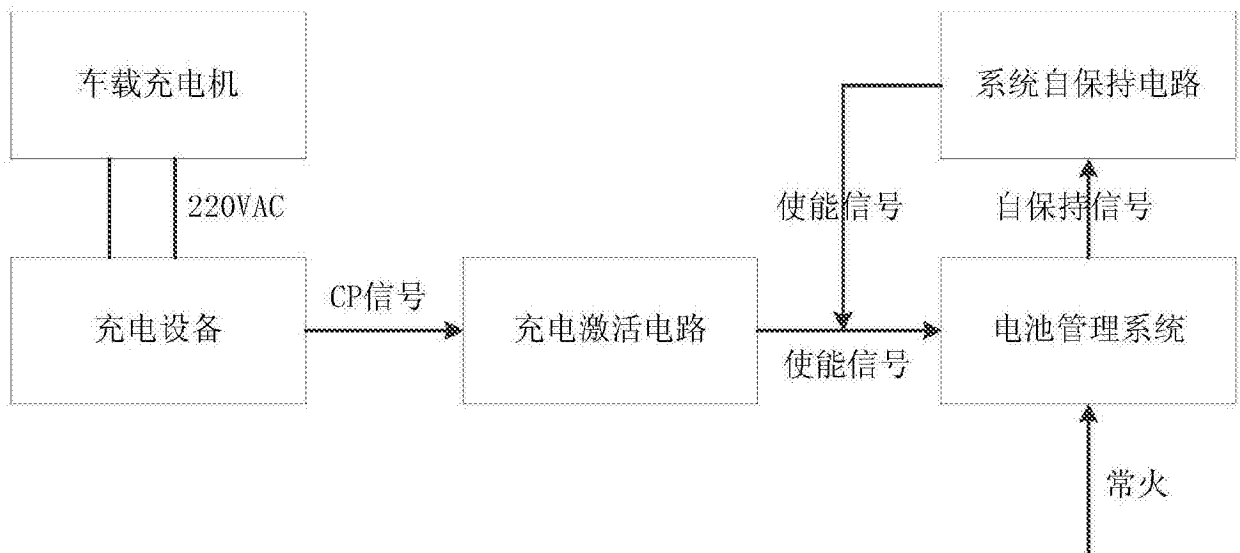 车载充电机
系统自保持电路
220VAC
使能信号
自保持信号
CP信号
充电设备
充电激活电路
电池管理系统
使能信号
常火